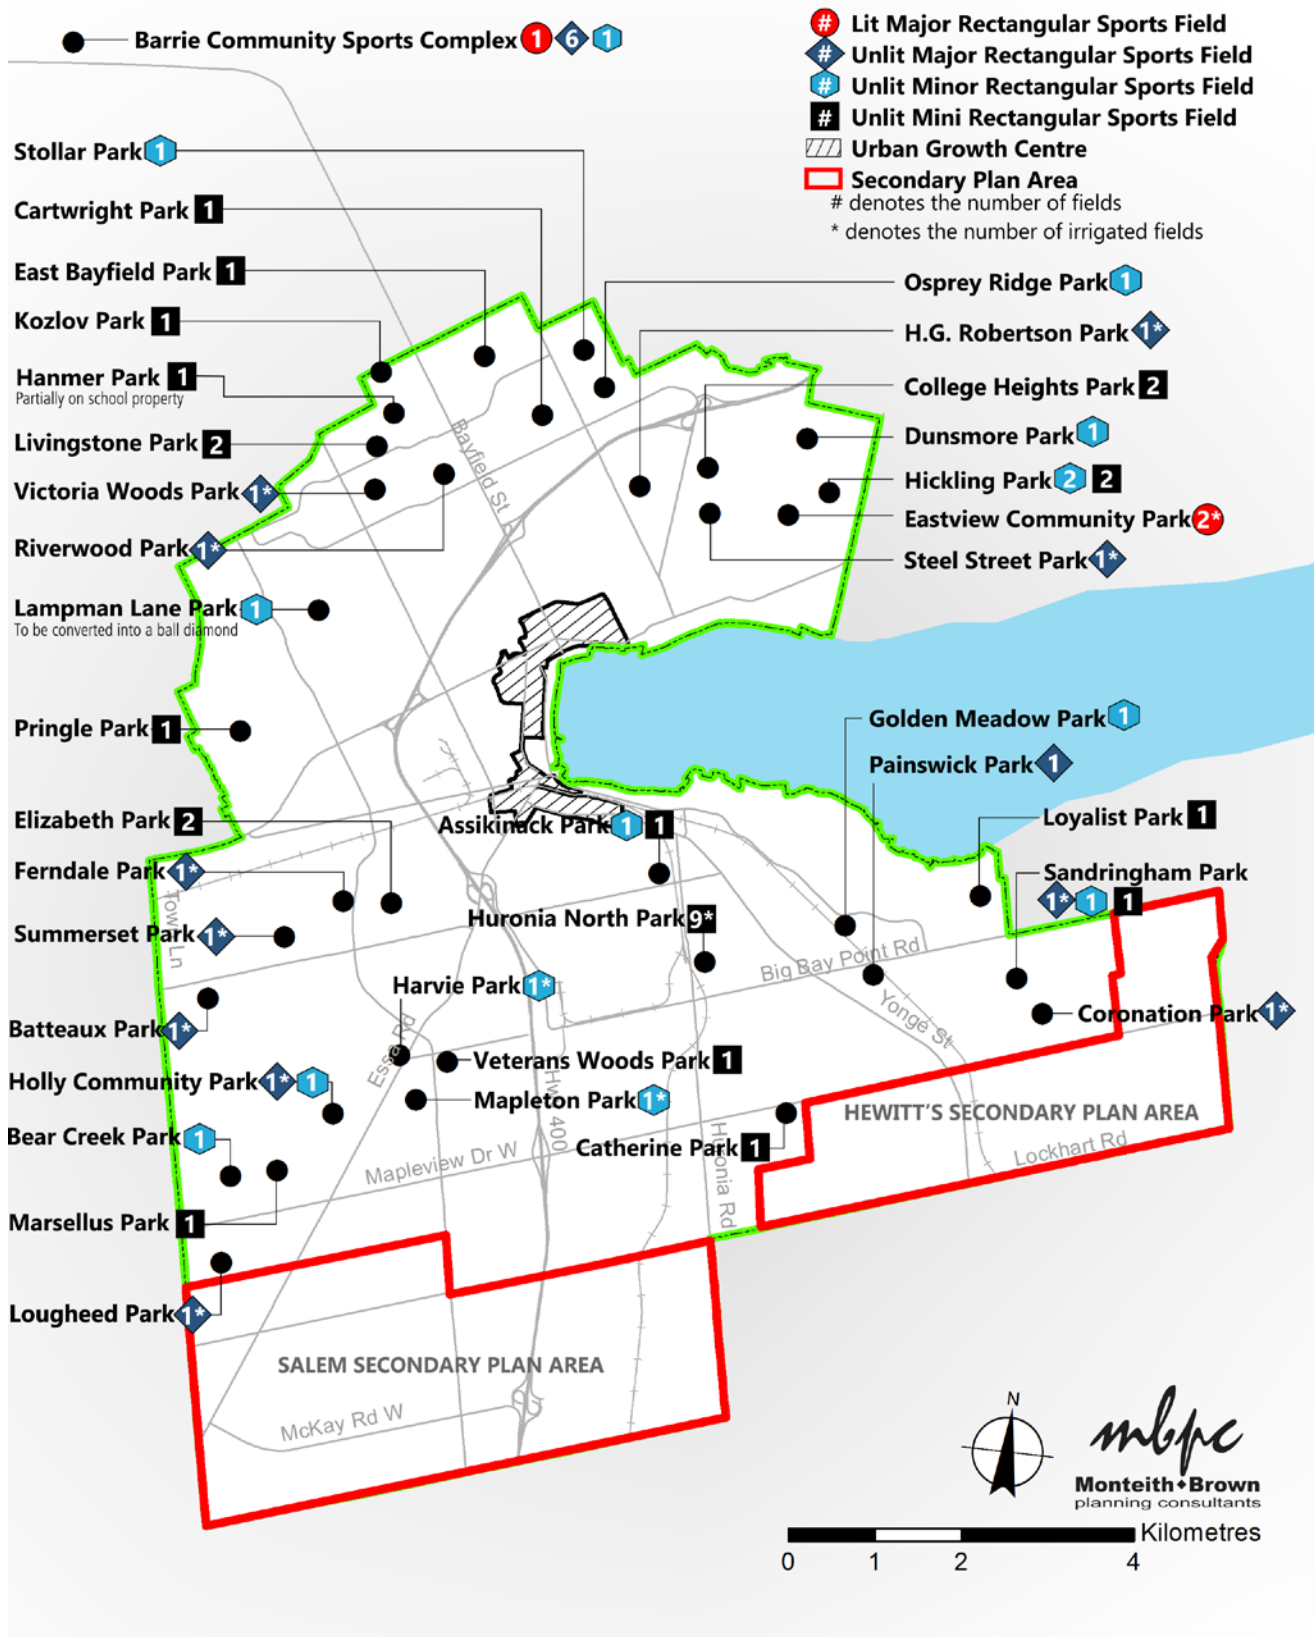 Barrie Community Sports Complex 1 6 1
# Lit Major Rectangular Sports Field
# Unlit Major Rectangular Sports Field
# Unlit Minor Rectangular Sports Field
# Unlit Mini Rectangular Sports Field
Urban Growth Centre
Secondary Plan Area
# denotes the number of fields
* denotes the number of irrigated fields
Stollar Park 1
Cartwright Park 1
East Bayfield Park 1
Kozlov Park 1
Hanmer Park 1
Partially on school property
Livingstone Park 2
Victoria Woods Park 1*
Riverwood Park 1*
Lampman Lane Park 1
To be converted into a ball diamond
Pringle Park 1
Elizabeth Park 2
Ferndale Park 1*
Summerset Park 1*
Batteaux Park 1*
Holly Community Park 1* 1
Bear Creek Park 1
Marsellus Park 1
Lougheed Park 1*
Osprey Ridge Park 1
H.G. Robertson Park 1*
College Heights Park 2
Dunsmore Park 1
Hickling Park 2 2
Eastview Community Park 2*
Steel Street Park 1*
Golden Meadow Park 1
Painswick Park 1
Loyalist Park 1
Sandringham Park
1* 1 1
Coronation Park 1*
Assikinack Park 1 1
Huronia North Park 9*
Harvie Park 1*
Veterans Woods Park 1
Mapleton Park 1*
Catherine Park 1
Bayfield St
Town Ln
Essa Rd
Hwy 400
Huronia Rd
Big Bay Point Rd
Yonge St
Mapleview Dr W
Lockhart Rd
McKay Rd W
HEWITT'S SECONDARY PLAN AREA
SALEM SECONDARY PLAN AREA
N
mbpc
Monteith♦Brown
planning consultants
Kilometres
0 1 2 4